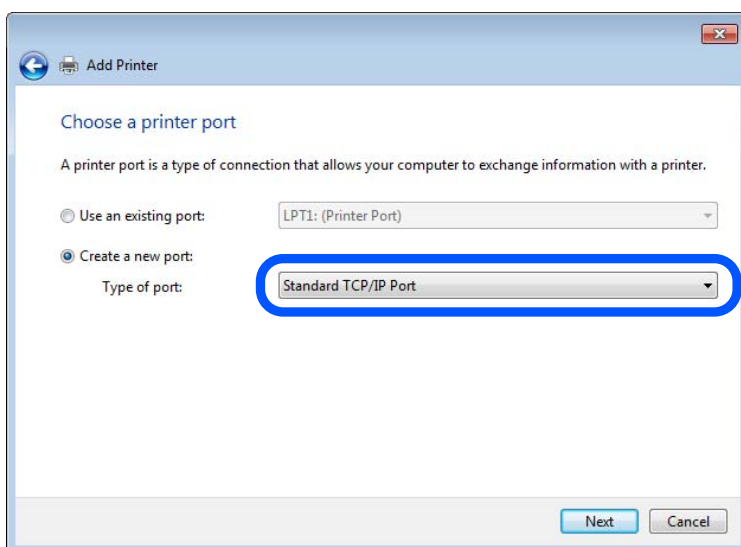 Add Printer
Choose a printer port
A printer port is a type of connection that allows your computer to exchange information with a printer.
Use an existing port: LPT1: (Printer Port)
Create a new port:
Type of port: Standard TCP/IP Port
Next Cancel